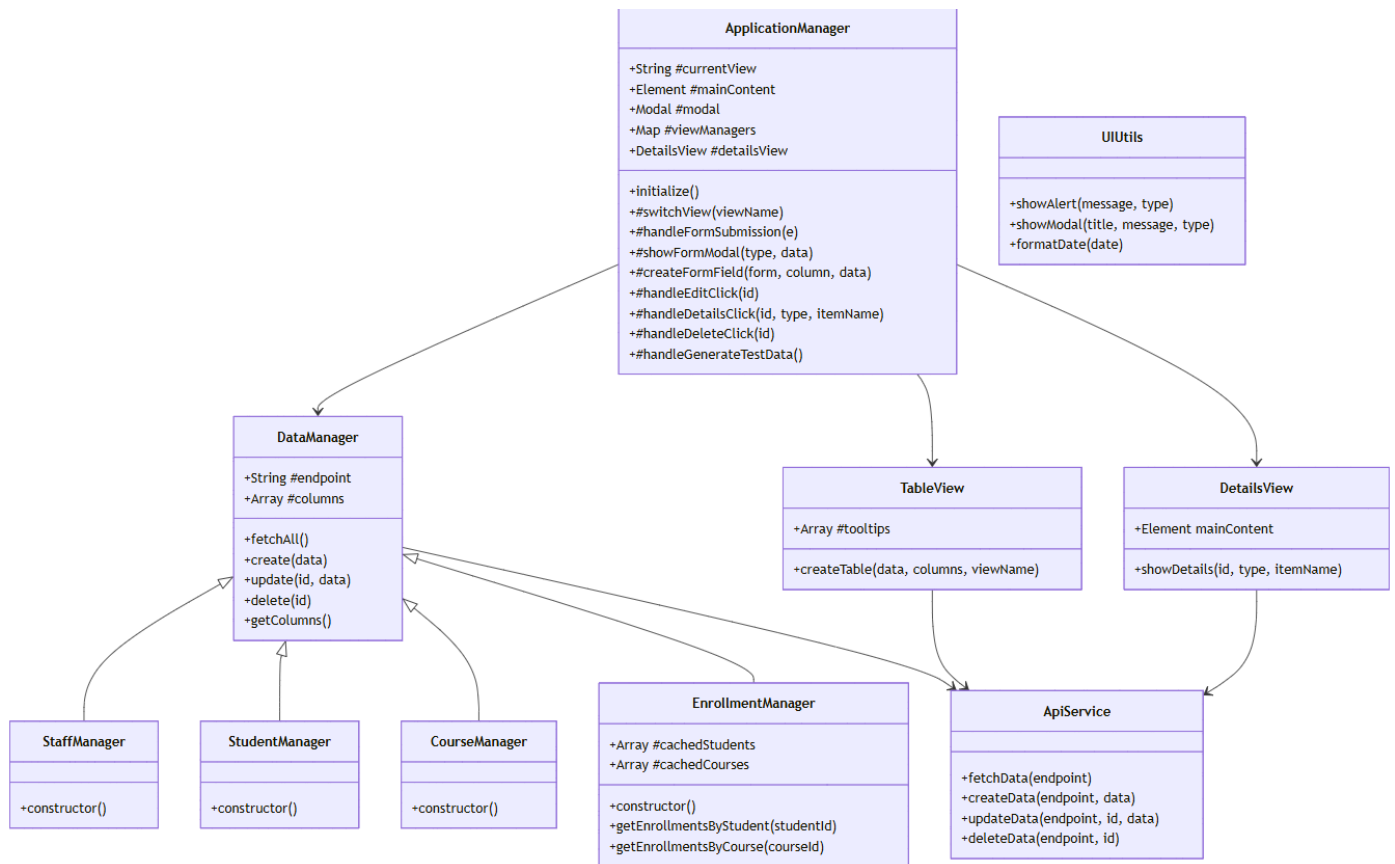 ApplicationManager
+String #currentView
+Element #mainContent
+Modal #modal
+Map #viewManagers
+DetailsView #detailsView
+initialize()
+#switchView(viewName)
+#handleFormSubmission(e)
+#showFormModal(type, data)
+#createFormField(form, column, data)
+#handleEditClick(id)
+#handleDetailsClick(id, type, itemName)
+#handleDeleteClick(id)
+#handleGenerateTestData()
UIUtils
+showAlert(message, type)
+showModal(title, message, type)
+formatDate(date)
DataManager
+String #endpoint
+Array #columns
+fetchAll()
+create(data)
+update(id, data)
+delete(id)
+getColumns()
TableView
+Array #tooltips
+createTable(data, columns, viewName)
DetailsView
+Element mainContent
+showDetails(id, type, itemName)
StaffManager
+constructor()
StudentManager
+constructor()
CourseManager
+constructor()
EnrollmentManager
+Array #cachedStudents
+Array #cachedCourses
+constructor()
+getEnrollmentsByStudent(studentId)
+getEnrollmentsByCourse(courseId)
ApiService
+fetchData(endpoint)
+createData(endpoint, data)
+updateData(endpoint, id, data)
+deleteData(endpoint, id)